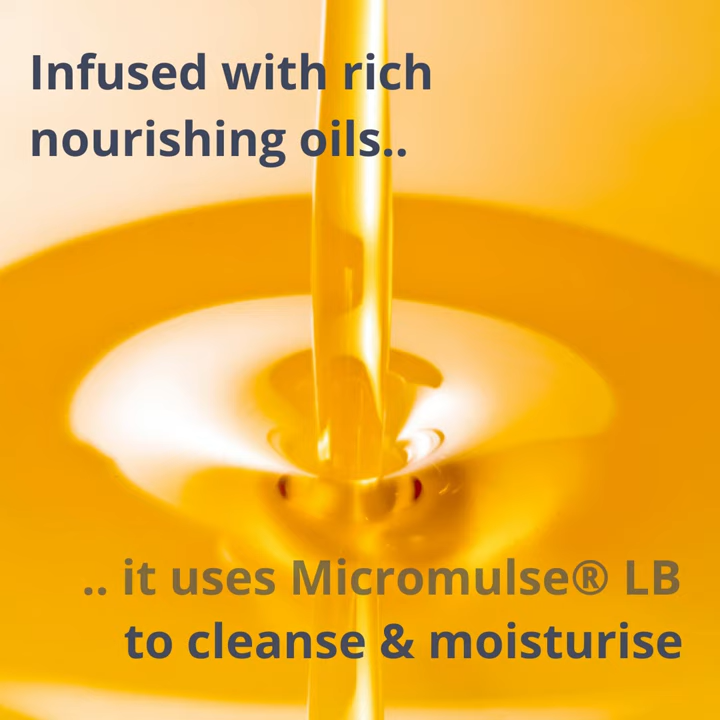 Infused with rich
nourishing oils..
.. it uses Micromulse® LB
to cleanse & moisturise